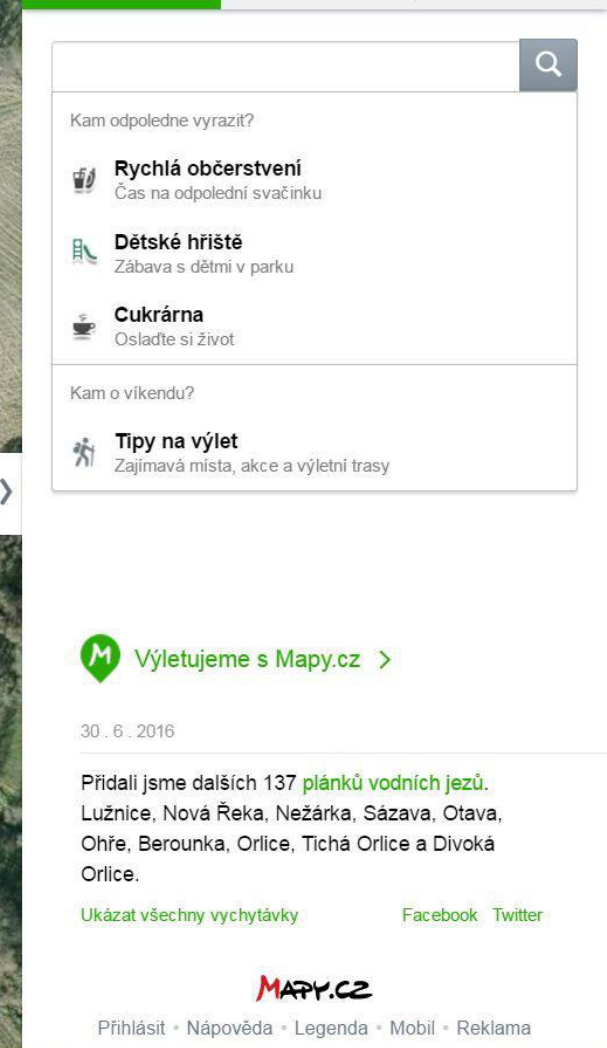 Kam odpoledne vyrazit?
Rychlá občerstvení
Čas na odpolední svačinku
Dětské hřiště
Zábava s dětmi v parku
Cukrárna
Oslaďte si život
Kam o víkendu?
Tipy na výlet
Zajímavá místa, akce a výletní trasy
Výletujeme s Mapy.cz >
30 . 6 . 2016
Přidali jsme dalších 137 plánků vodních jezů.
Lužnice, Nová Řeka, Nežárka, Sázava, Otava,
Ohře, Berounka, Orlice, Tichá Orlice a Divoká
Orlice.
Ukázat všechny vychytávky Facebook Twitter
MAPY.CZ
Přihlásit • Nápověda • Legenda • Mobil • Reklama